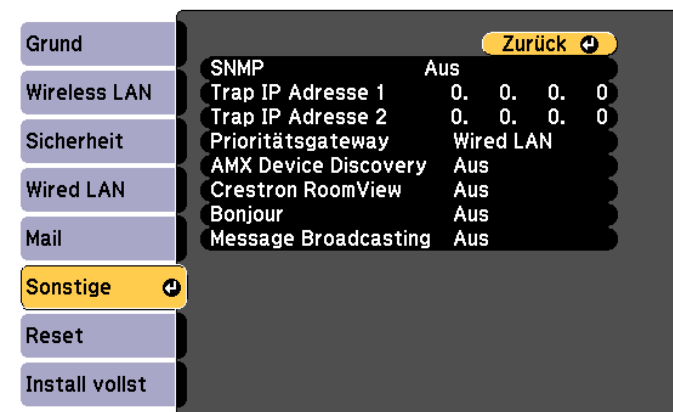 Grund
Wireless LAN
Sicherheit
Wired LAN
Mail
Sonstige
Reset
Install vollst
Zurück
SNMP Aus
Trap IP Adresse 1 0. 0. 0. 0
Trap IP Adresse 2 0. 0. 0. 0
Prioritätsgateway Wired LAN
AMX Device Discovery Aus
Crestron RoomView Aus
Bonjour Aus
Message Broadcasting Aus